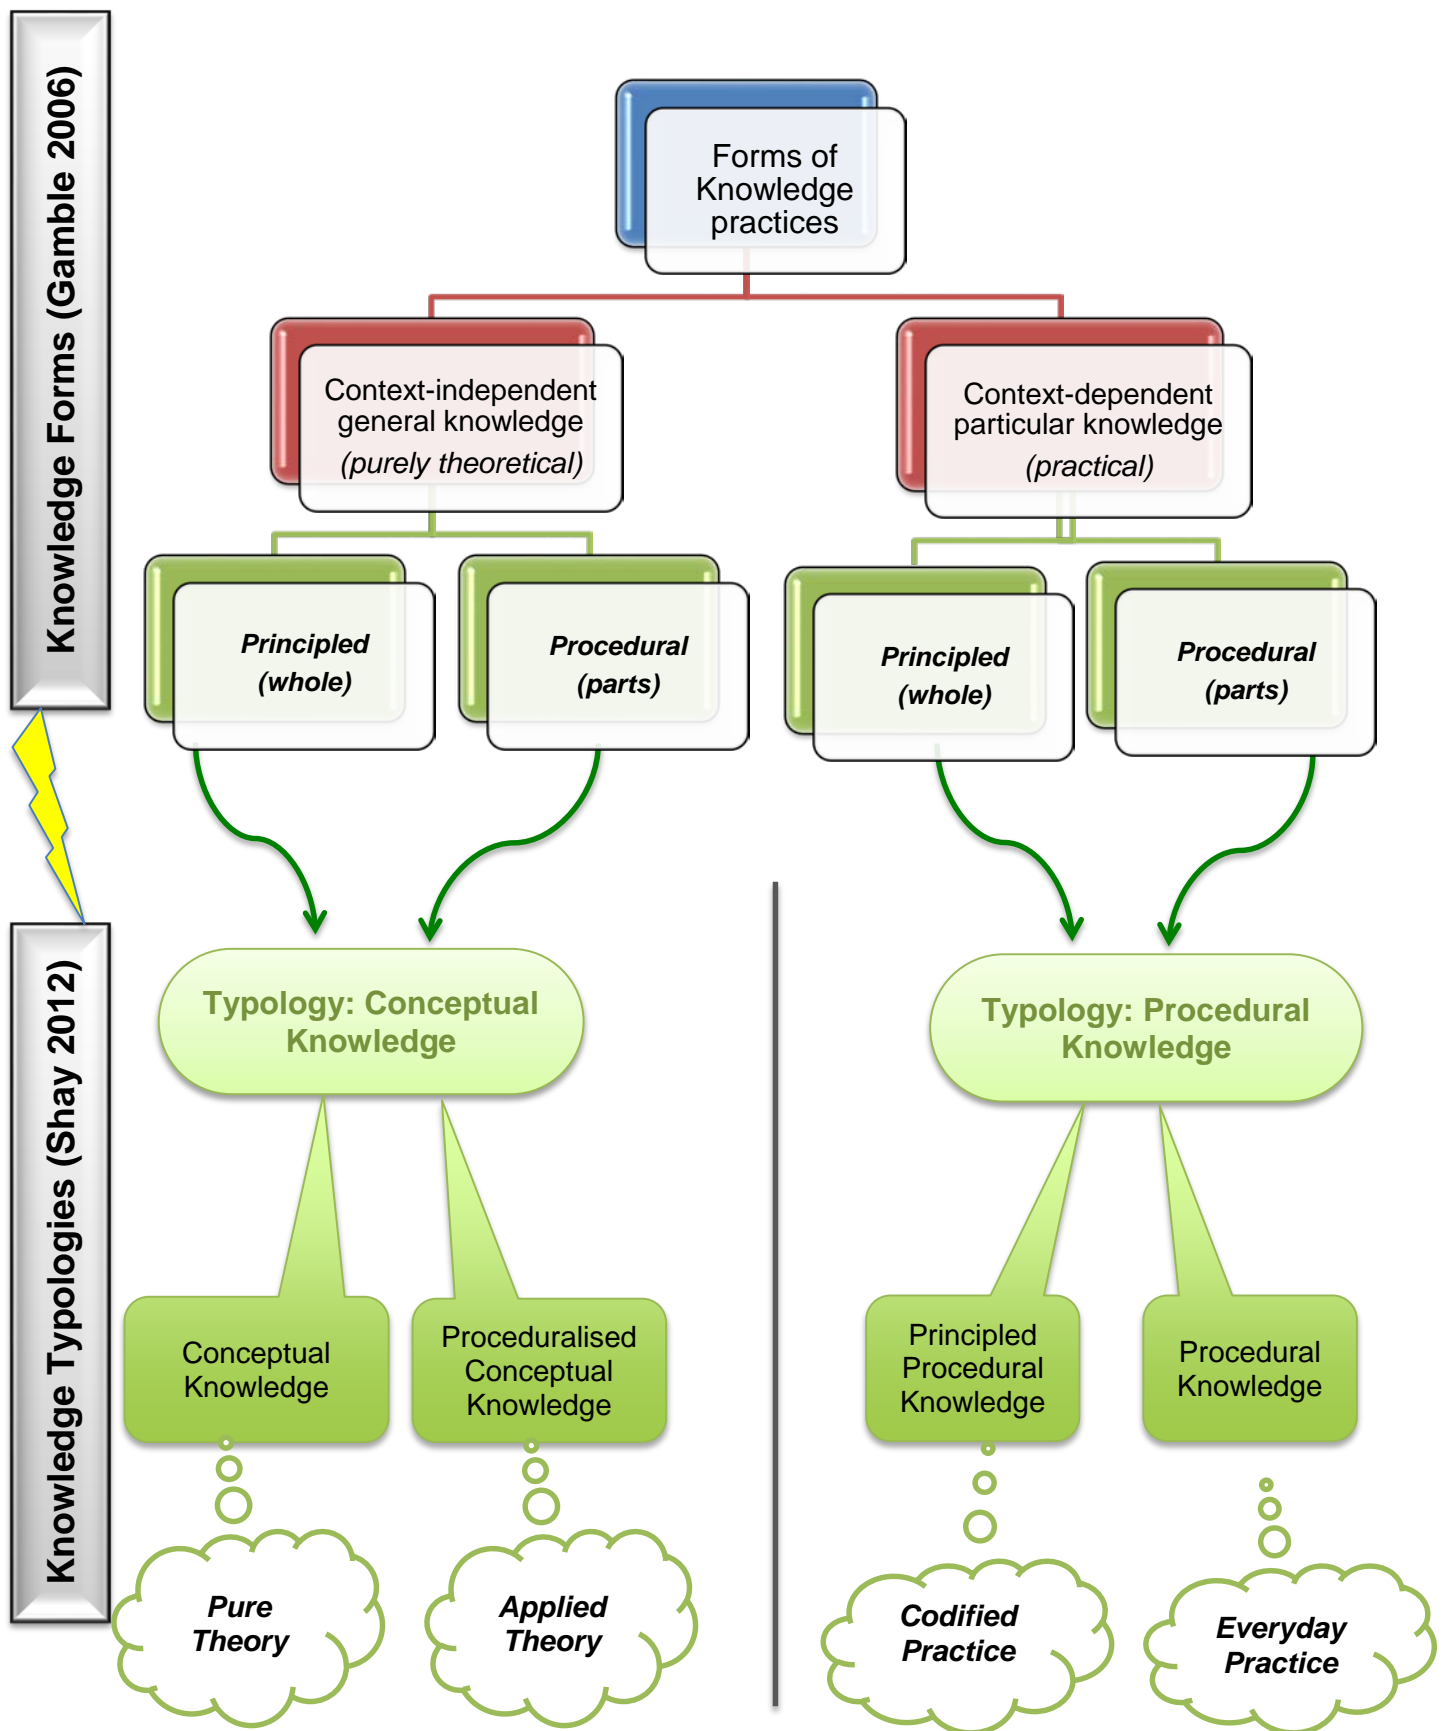 Knowledge Forms (Gamble 2006)
Forms of
Knowledge
practices
Context-independent
general knowledge
(purely theoretical)
Context-dependent
particular knowledge
(practical)
Principled
(whole)
Procedural
(parts)
Principled
(whole)
Procedural
(parts)
Knowledge Typologies (Shay 2012)
Typology: Conceptual
Knowledge
Typology: Procedural
Knowledge
Conceptual
Knowledge
Proceduralised
Conceptual
Knowledge
Principled
Procedural
Knowledge
Procedural
Knowledge
Pure
Theory
Applied
Theory
Codified
Practice
Everyday
Practice